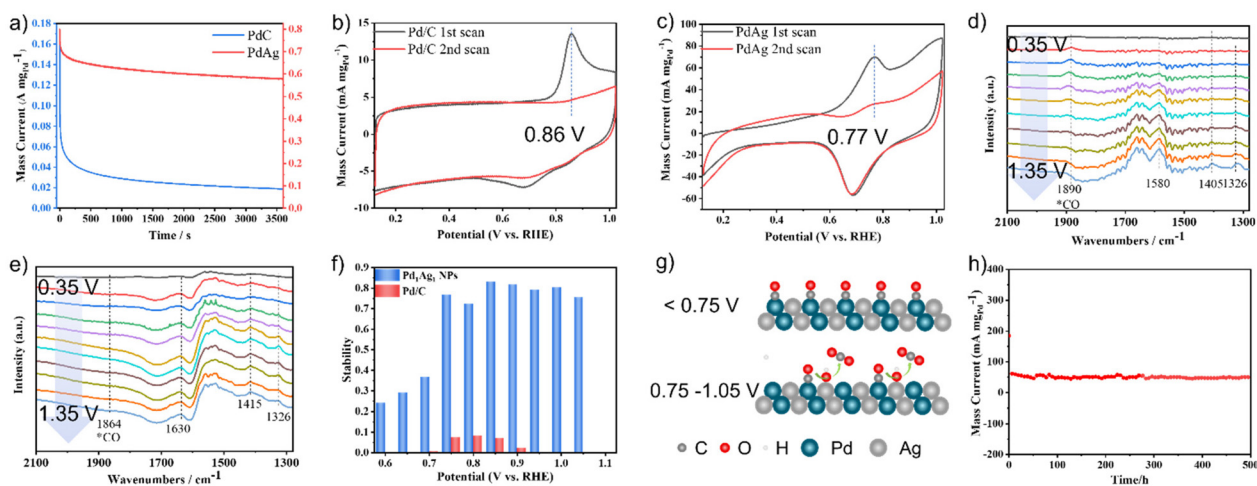 a)
Mass Current (A mgPd⁻¹)
0.18
0.16
0.14
0.12
0.10
0.08
0.06
0.04
0.02
0.00
PdC
PdAg
0.8
0.7
0.6
0.5
0.4
0.3
0.2
0.1
0.0
0 500 1000 1500 2000 2500 3000 3500
Time / s
b)
Mass Current (mA mgPd⁻¹)
15
10
5
0
-5
-10
Pd/C 1st scan
Pd/C 2nd scan
0.86 V
0.2 0.4 0.6 0.8 1.0
Potential (V vs. RHE)
c)
Mass Current (mA mgPd⁻¹)
100
80
60
40
20
0
-20
-40
-60
PdAg 1st scan
PdAg 2nd scan
0.77 V
0.2 0.4 0.6 0.8 1.0
Potential (V vs. RHE)
d)
Intensity (a.u.)
0.35 V
1.35 V
1890
*CO
1580
1405
1326
2100 1900 1700 1500 1300
Wavenumbers / cm⁻¹
e)
Intensity (a.u.)
0.35 V
1.35 V
1864
*CO
1630
1415
1326
2100 1900 1700 1500 1300
Wavenumbers / cm⁻¹
f)
Stability
0.9
0.8
0.7
0.6
0.5
0.4
0.3
0.2
0.1
0.0
Pd₁Ag₁ NPs
Pd/C
0.6 0.7 0.8 0.9 1.0 1.1
Potential (V vs. RHE)
g)
< 0.75 V
0.75 -1.05 V
C O H Pd Ag
h)
Mass Current (mA mgPd⁻¹)
400
300
200
100
0
-100
-200
0 100 200 300 400 500
Time/h